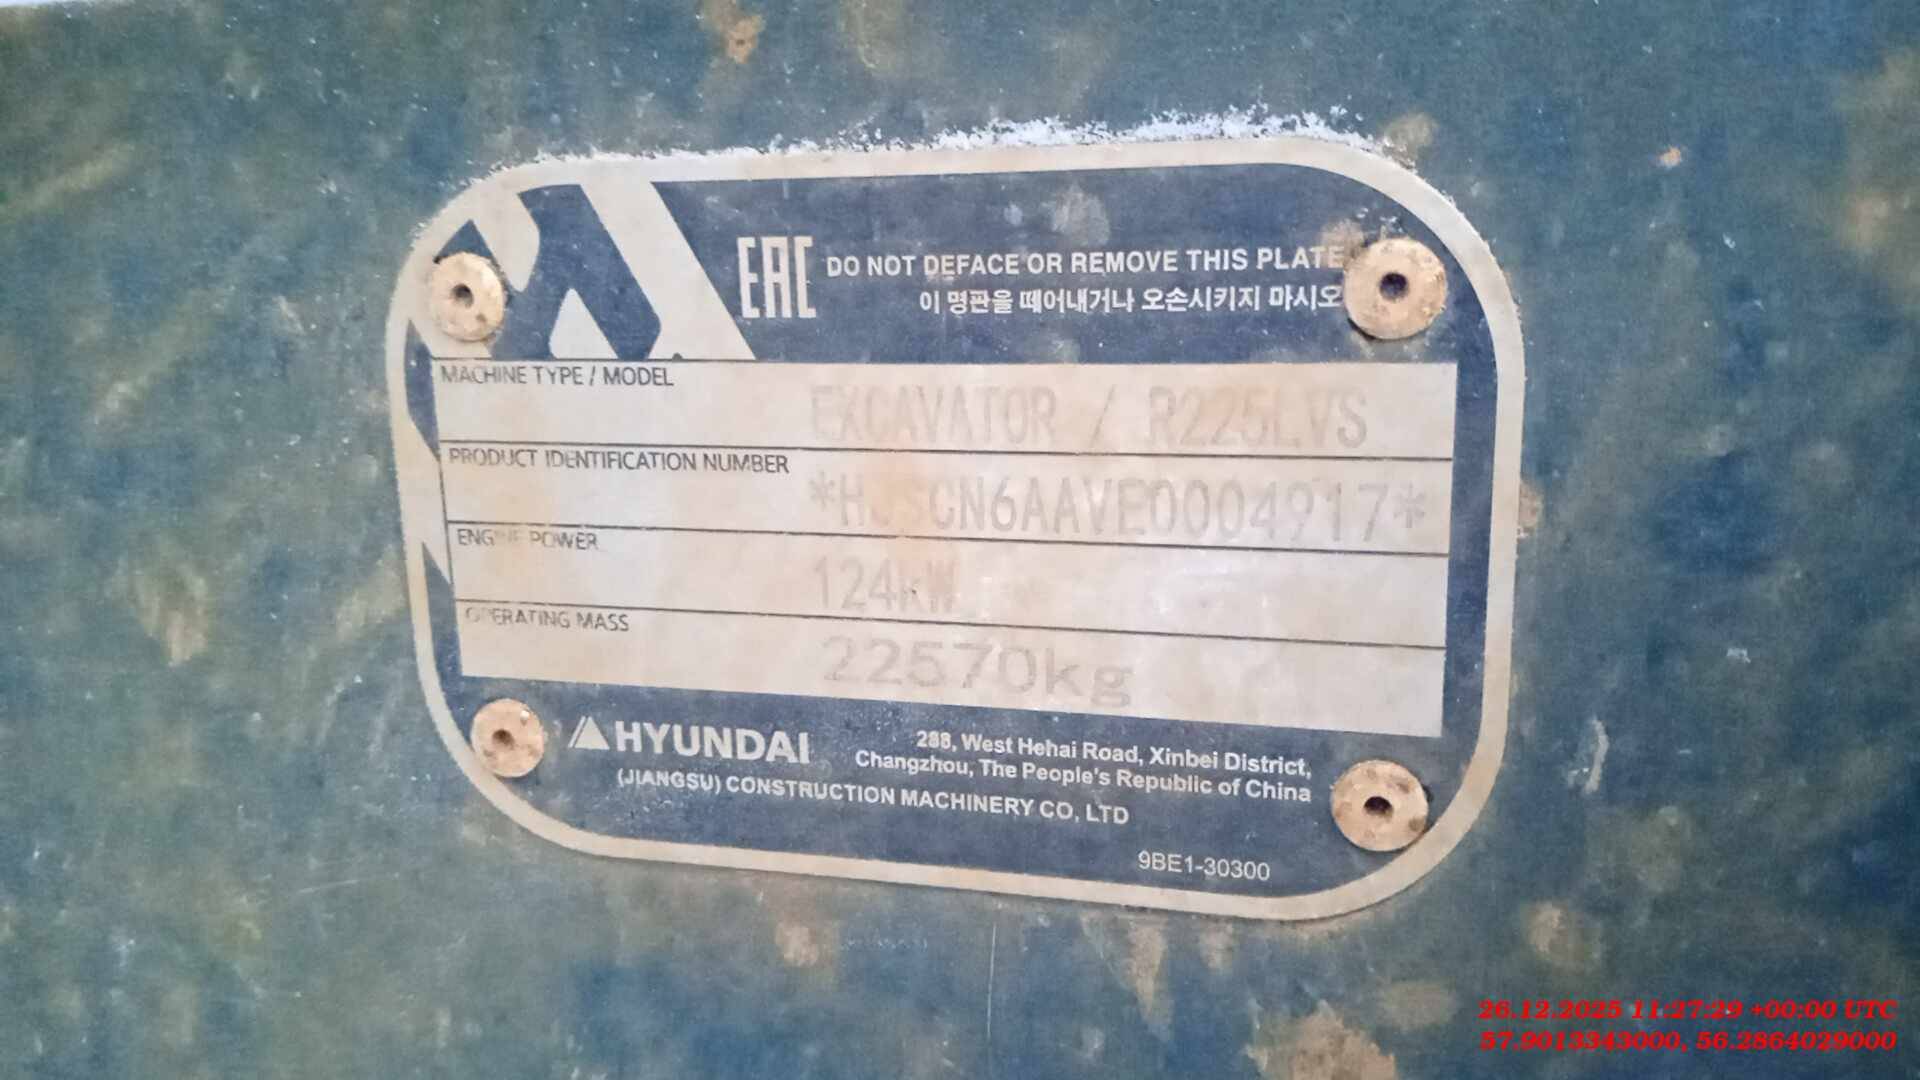 EAC DO NOT DEFACE OR REMOVE THIS PLATE
이 명판을 떼어내거나 오손시키지 마시오
MACHINE TYPE / MODEL EXCAVATOR / R225LVS
PRODUCT IDENTIFICATION NUMBER
ENGINE POWER 124kW
OPERATING MASS 22570kg
HYUNDAI
(JIANGSU) CONSTRUCTION MACHINERY CO, LTD
288, West Hehai Road, Xinbei District,
Changzhou, The People's Republic of China
9BE1-30300
26.12.2025 11:27:29 +00:00 UTC
57.9013343000, 56.2864029000